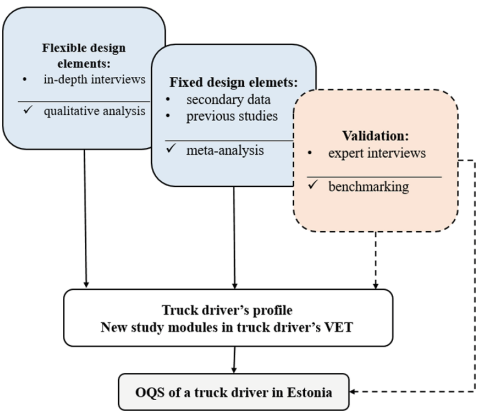 Flexible design
elements:
• in-depth interviews
✓ qualitative analysis
Fixed design elemets:
• secondary data
• previous studies
✓ meta-analysis
Validation:
• expert interviews
✓ benchmarking
Truck driver's profile
New study modules in truck driver's VET
OQS of a truck driver in Estonia